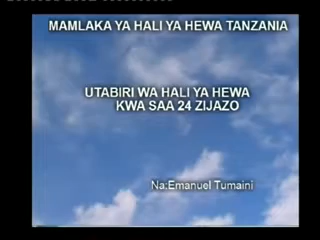 MAMLAKA YA HALI YA HEWA TANZANIA
UTABIRI WA HALI YA HEWA
KWA SAA 24 ZIJAZO
Na:Emanuel Tumaini